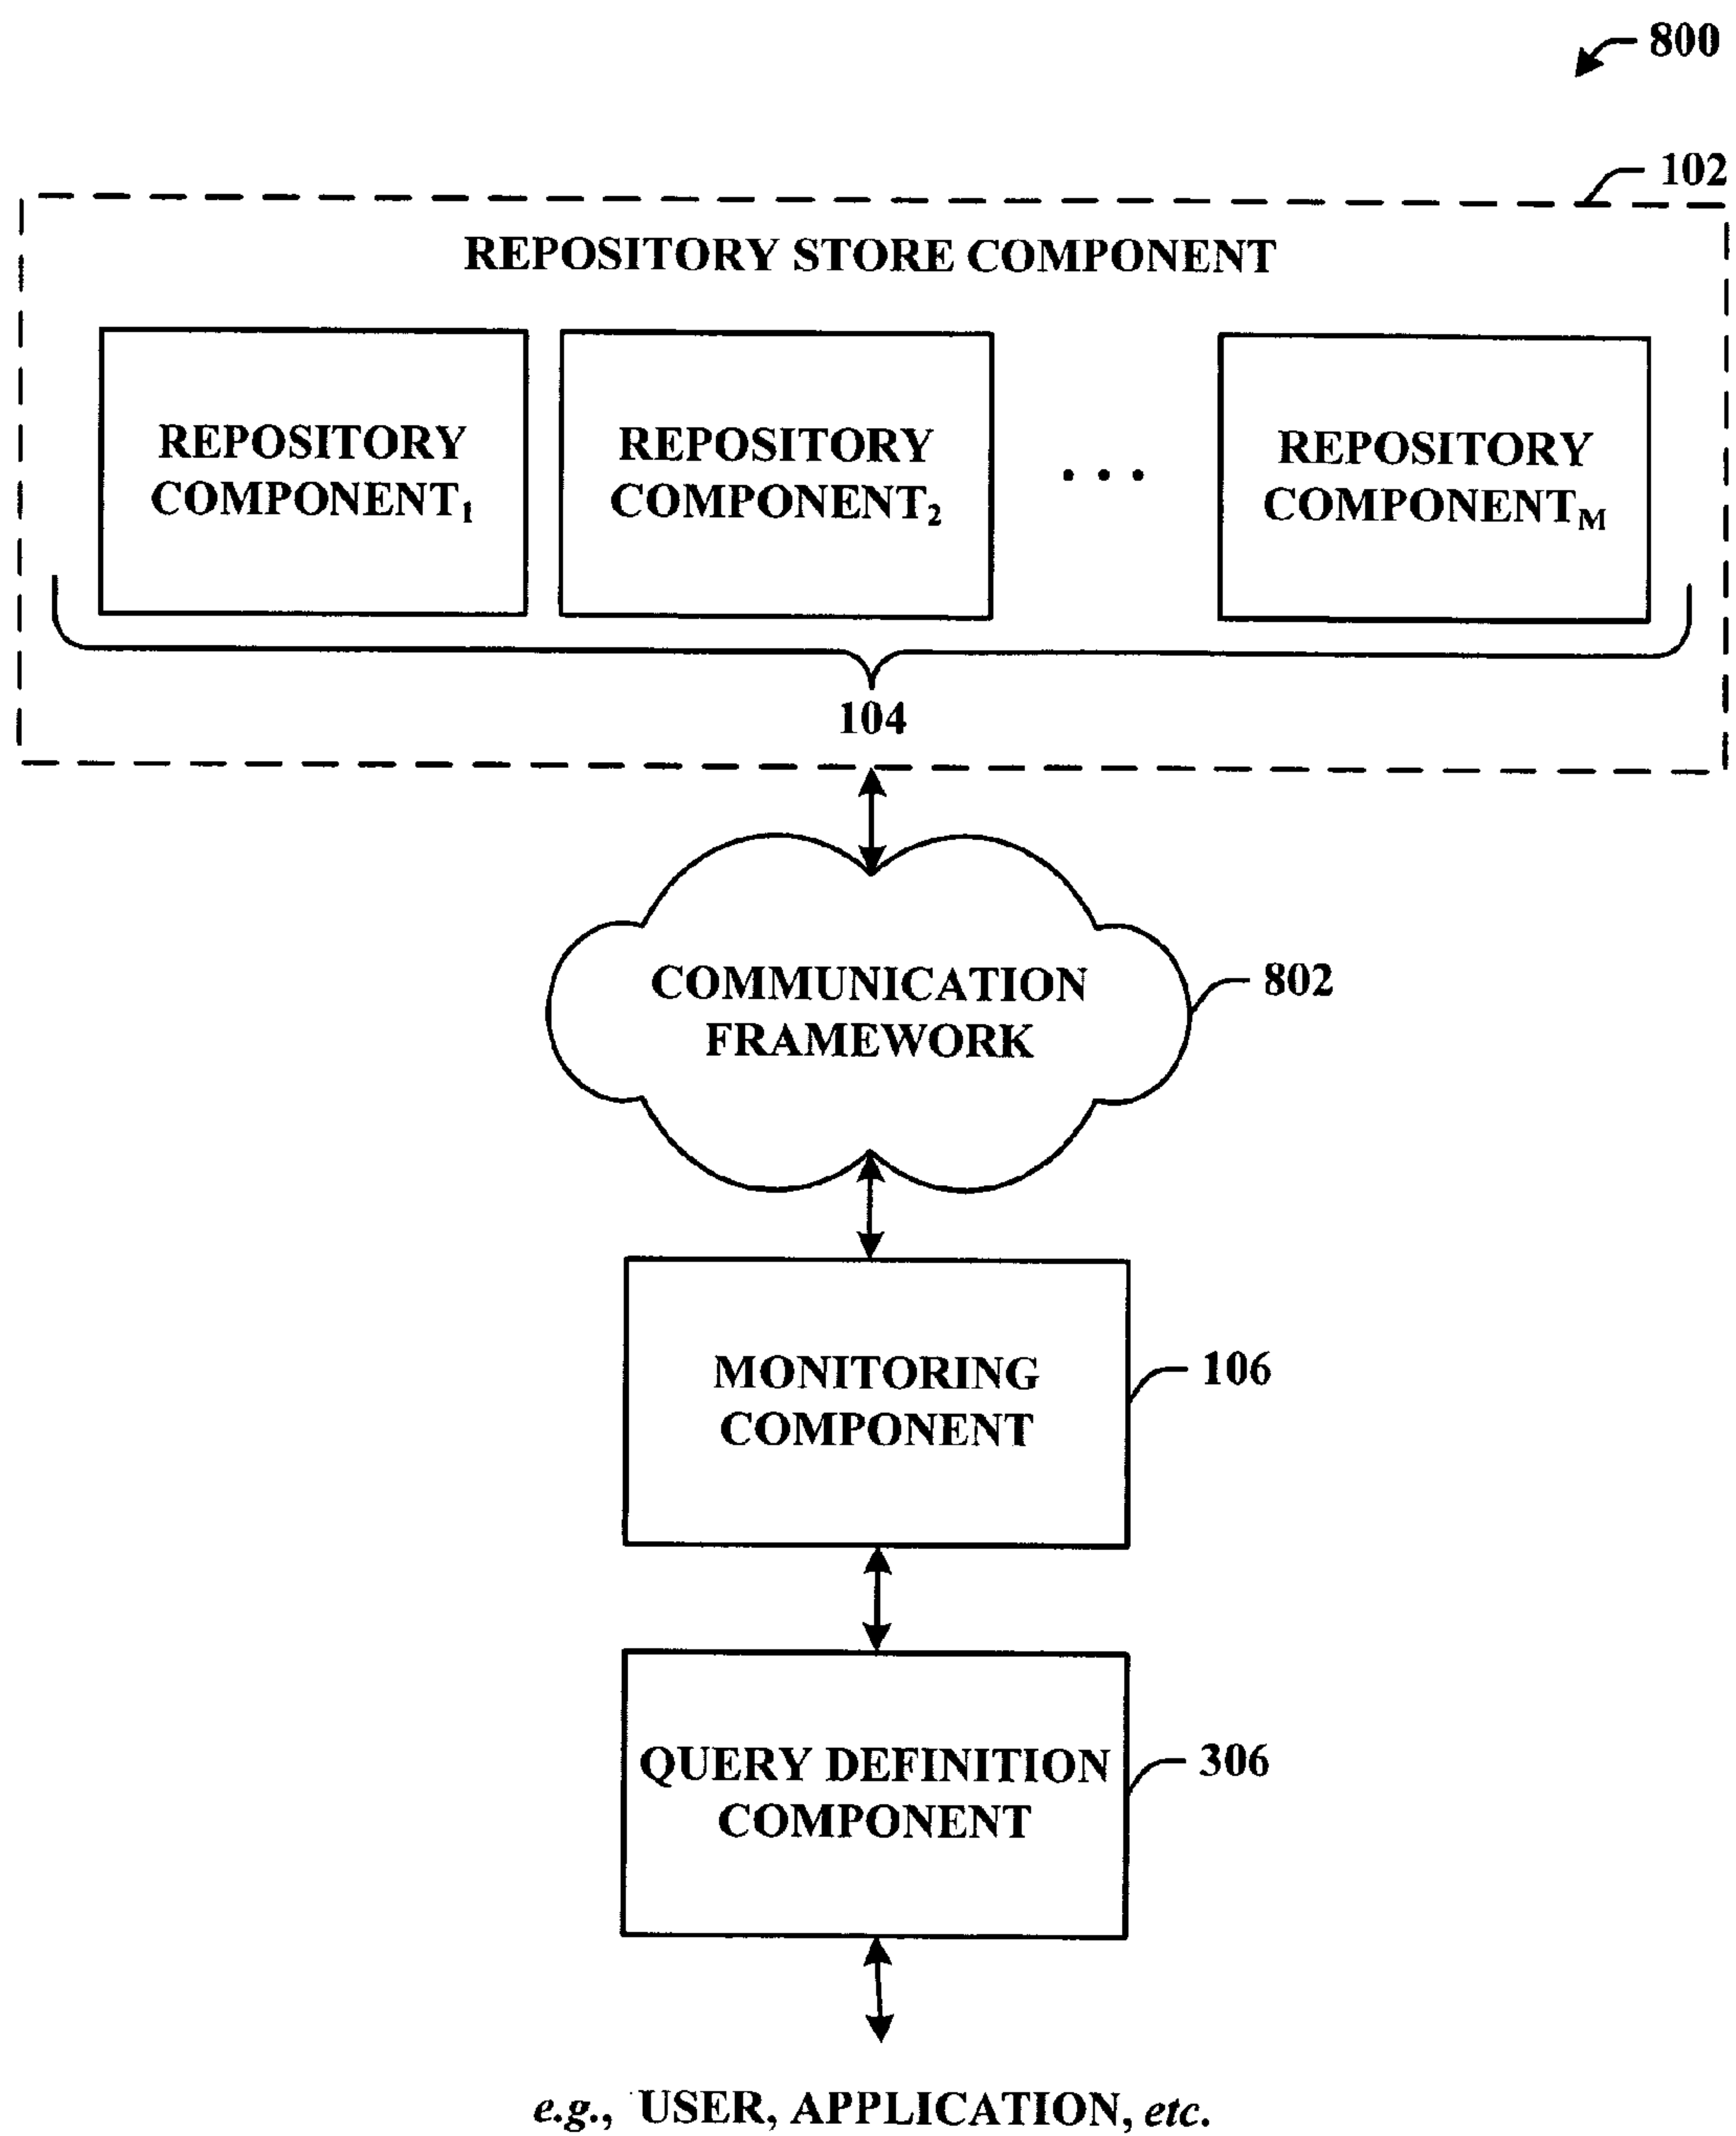 800
102
REPOSITORY STORE COMPONENT
REPOSITORY
COMPONENT₁
REPOSITORY
COMPONENT₂
...
REPOSITORY
COMPONENTM
104
COMMUNICATION
FRAMEWORK
802
MONITORING
COMPONENT
106
QUERY DEFINITION
COMPONENT
306
e.g., USER, APPLICATION, etc.